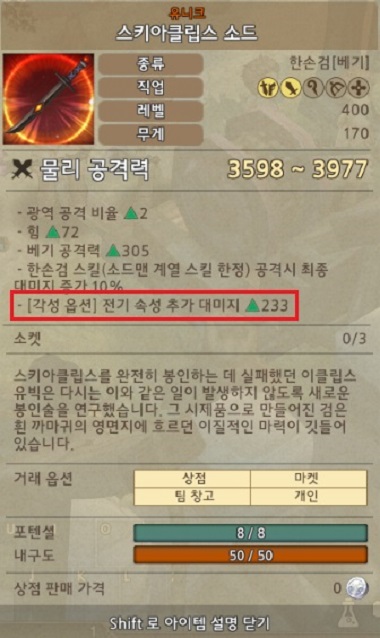 유니크
스키아클립스 소드
종류 한손검[베기]
직업
레벨 400
무게 170
물리 공격력 3598 ~ 3977
- 광역 공격 비율 ▲2
- 힘 ▲72
- 베기 공격력 ▲305
- 한손검 스킬(소드맨 계열 스킬 한정) 공격시 최종
대미지 증가 10%
- [각성 옵션] 전기 속성 추가 대미지 ▲233
소켓 0/3
스키아클립스를 완전히 봉인하는 데 실패했던 이클립스
유빅은 다시는 이와 같은 일이 발생하지 않도록 새로운
봉인술을 연구했습니다. 그 시제품으로 만들어진 검은
흰 까마귀의 영면지에 흐르던 이질적인 마력이 깃들어
있습니다.
거래 옵션 상점 마켓
팀 창고 개인
포텐셜 8 / 8
내구도 50 / 50
상점 판매 가격 0
Shift 로 아이템 설명 닫기